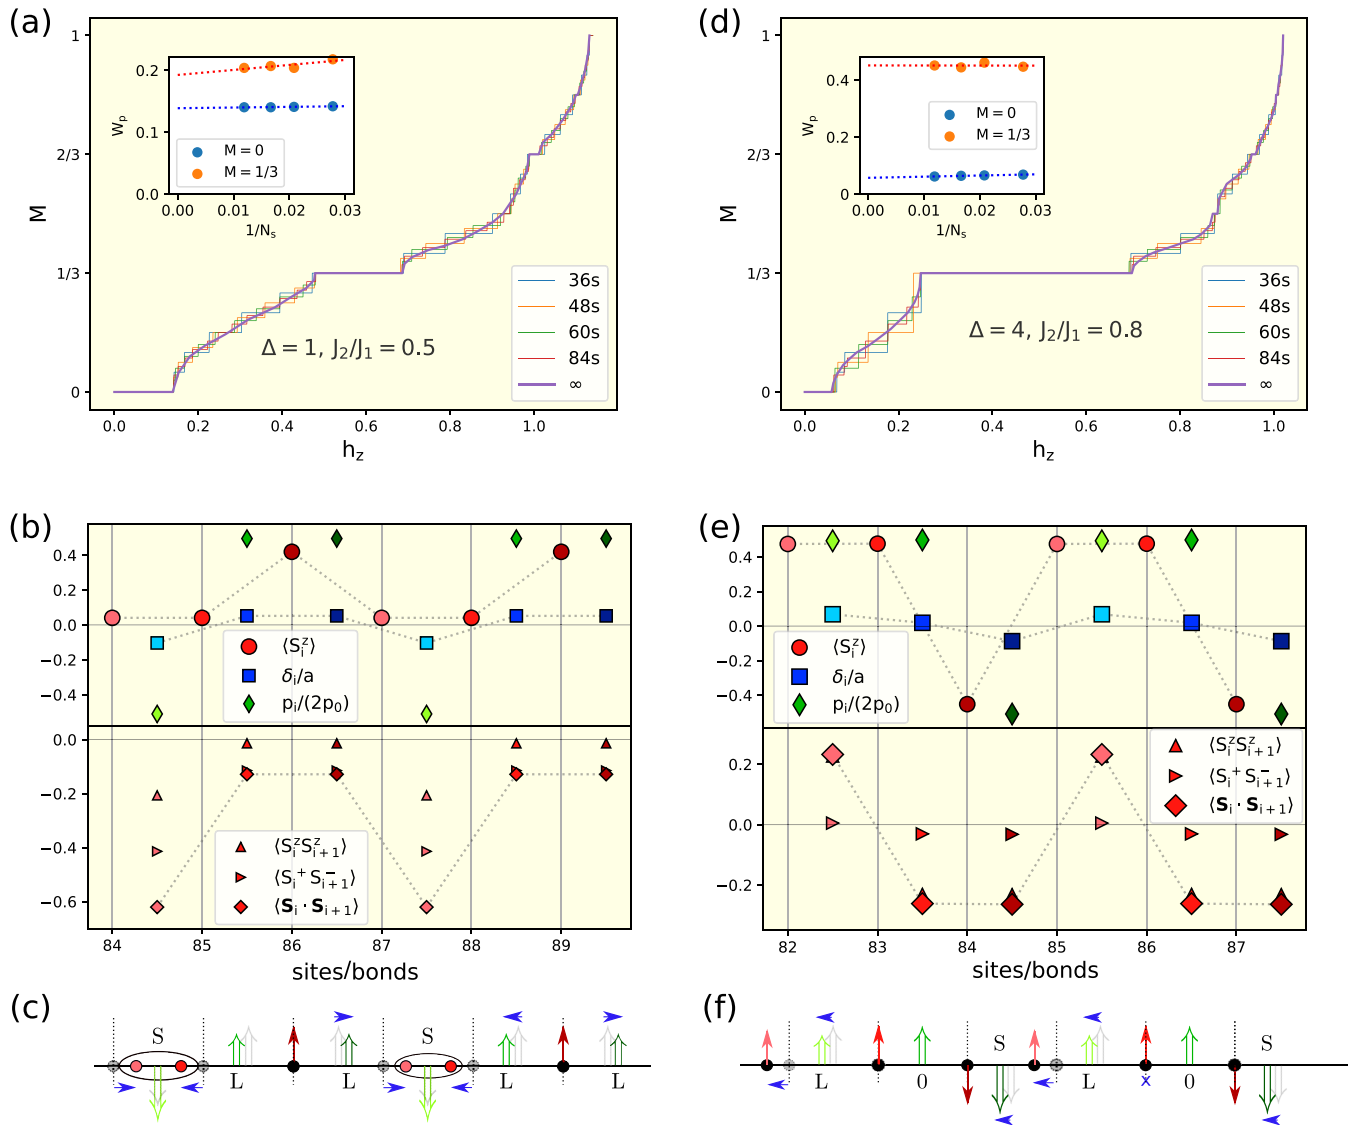 (a)
1
2/3
1/3
0
M
0.0
0.2
0.4
0.6
0.8
1.0
h_z
0.2
0.1
0.0
W_p
0.00
0.01
0.02
0.03
1/N_s
M = 0
M = 1/3
36s
48s
60s
84s
∞
Δ = 1, J_2/J_1 = 0.5
(d)
1
2/3
1/3
0
M
0.0
0.2
0.4
0.6
0.8
1.0
h_z
0.4
0.2
0
W_p
0.00
0.01
0.02
0.03
1/N_s
M = 0
M = 1/3
36s
48s
60s
84s
∞
Δ = 4, J_2/J_1 = 0.8
(b)
0.4
0.2
0.0
−0.2
−0.4
⟨S_i^z⟩
δ_i/a
p_i/(2p_0)
0.0
−0.2
−0.4
−0.6
⟨S_i^z S_{i+1}^z⟩
⟨S_i^+ S_{i+1}^−⟩
⟨S_i · S_{i+1}⟩
84
85
86
87
88
89
sites/bonds
(e)
0.4
0.2
0.0
−0.2
−0.4
⟨S_i^z⟩
δ_i/a
p_i/(2p_0)
0.2
0.0
−0.2
⟨S_i^z S_{i+1}^z⟩
⟨S_i^+ S_{i+1}^−⟩
⟨S_i · S_{i+1}⟩
82
83
84
85
86
87
sites/bonds
(c)
S
L
L
S
L
L
(f)
L
0
S
L
x
0
S